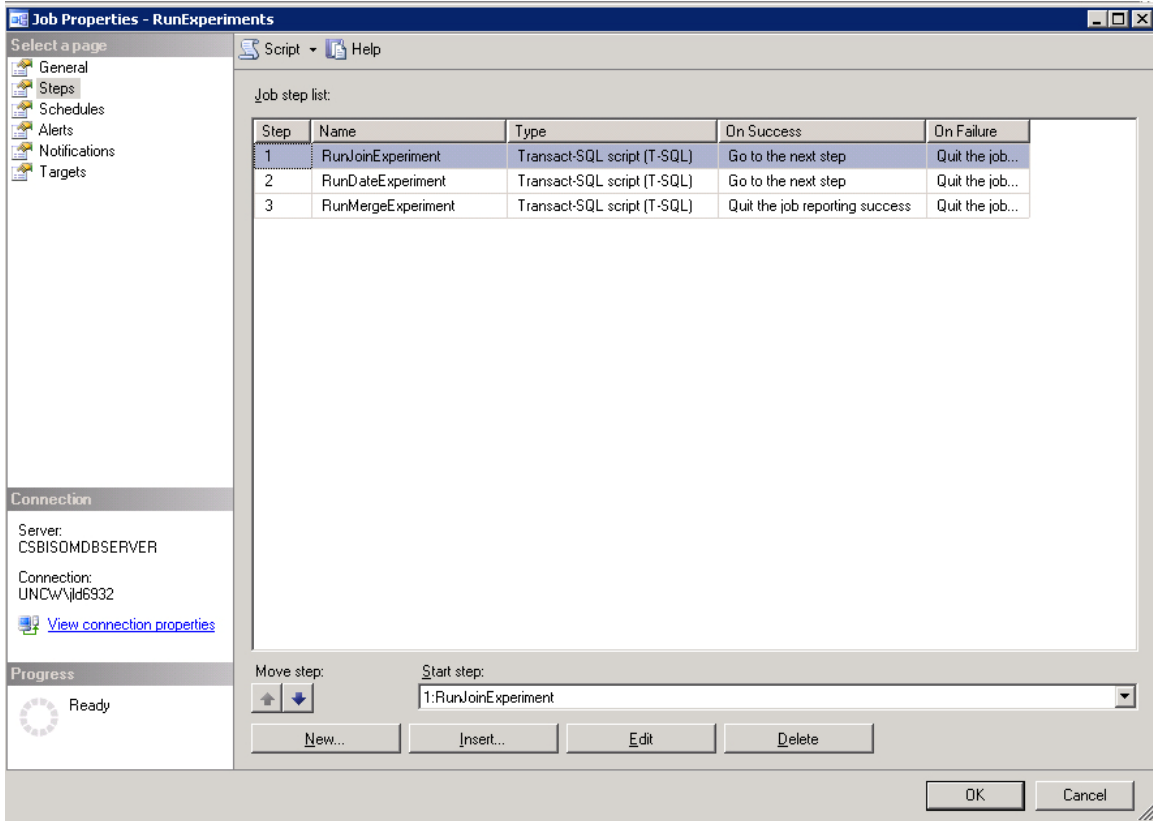 Job Properties - RunExperiments
Select a page
General
Steps
Schedules
Alerts
Notifications
Targets
Script Help
Job step list:
Step Name Type On Success On Failure
1 RunJoinExperiment Transact-SQL script (T-SQL) Go to the next step Quit the job...
2 RunDateExperiment Transact-SQL script (T-SQL) Go to the next step Quit the job...
3 RunMergeExperiment Transact-SQL script (T-SQL) Quit the job reporting success Quit the job...
Connection
Server:
CSBISOMDBSERVER
Connection:
UNCW\jld6932
View connection properties
Progress
Ready
Move step: Start step:
1:RunJoinExperiment
New... Insert... Edit Delete
OK Cancel